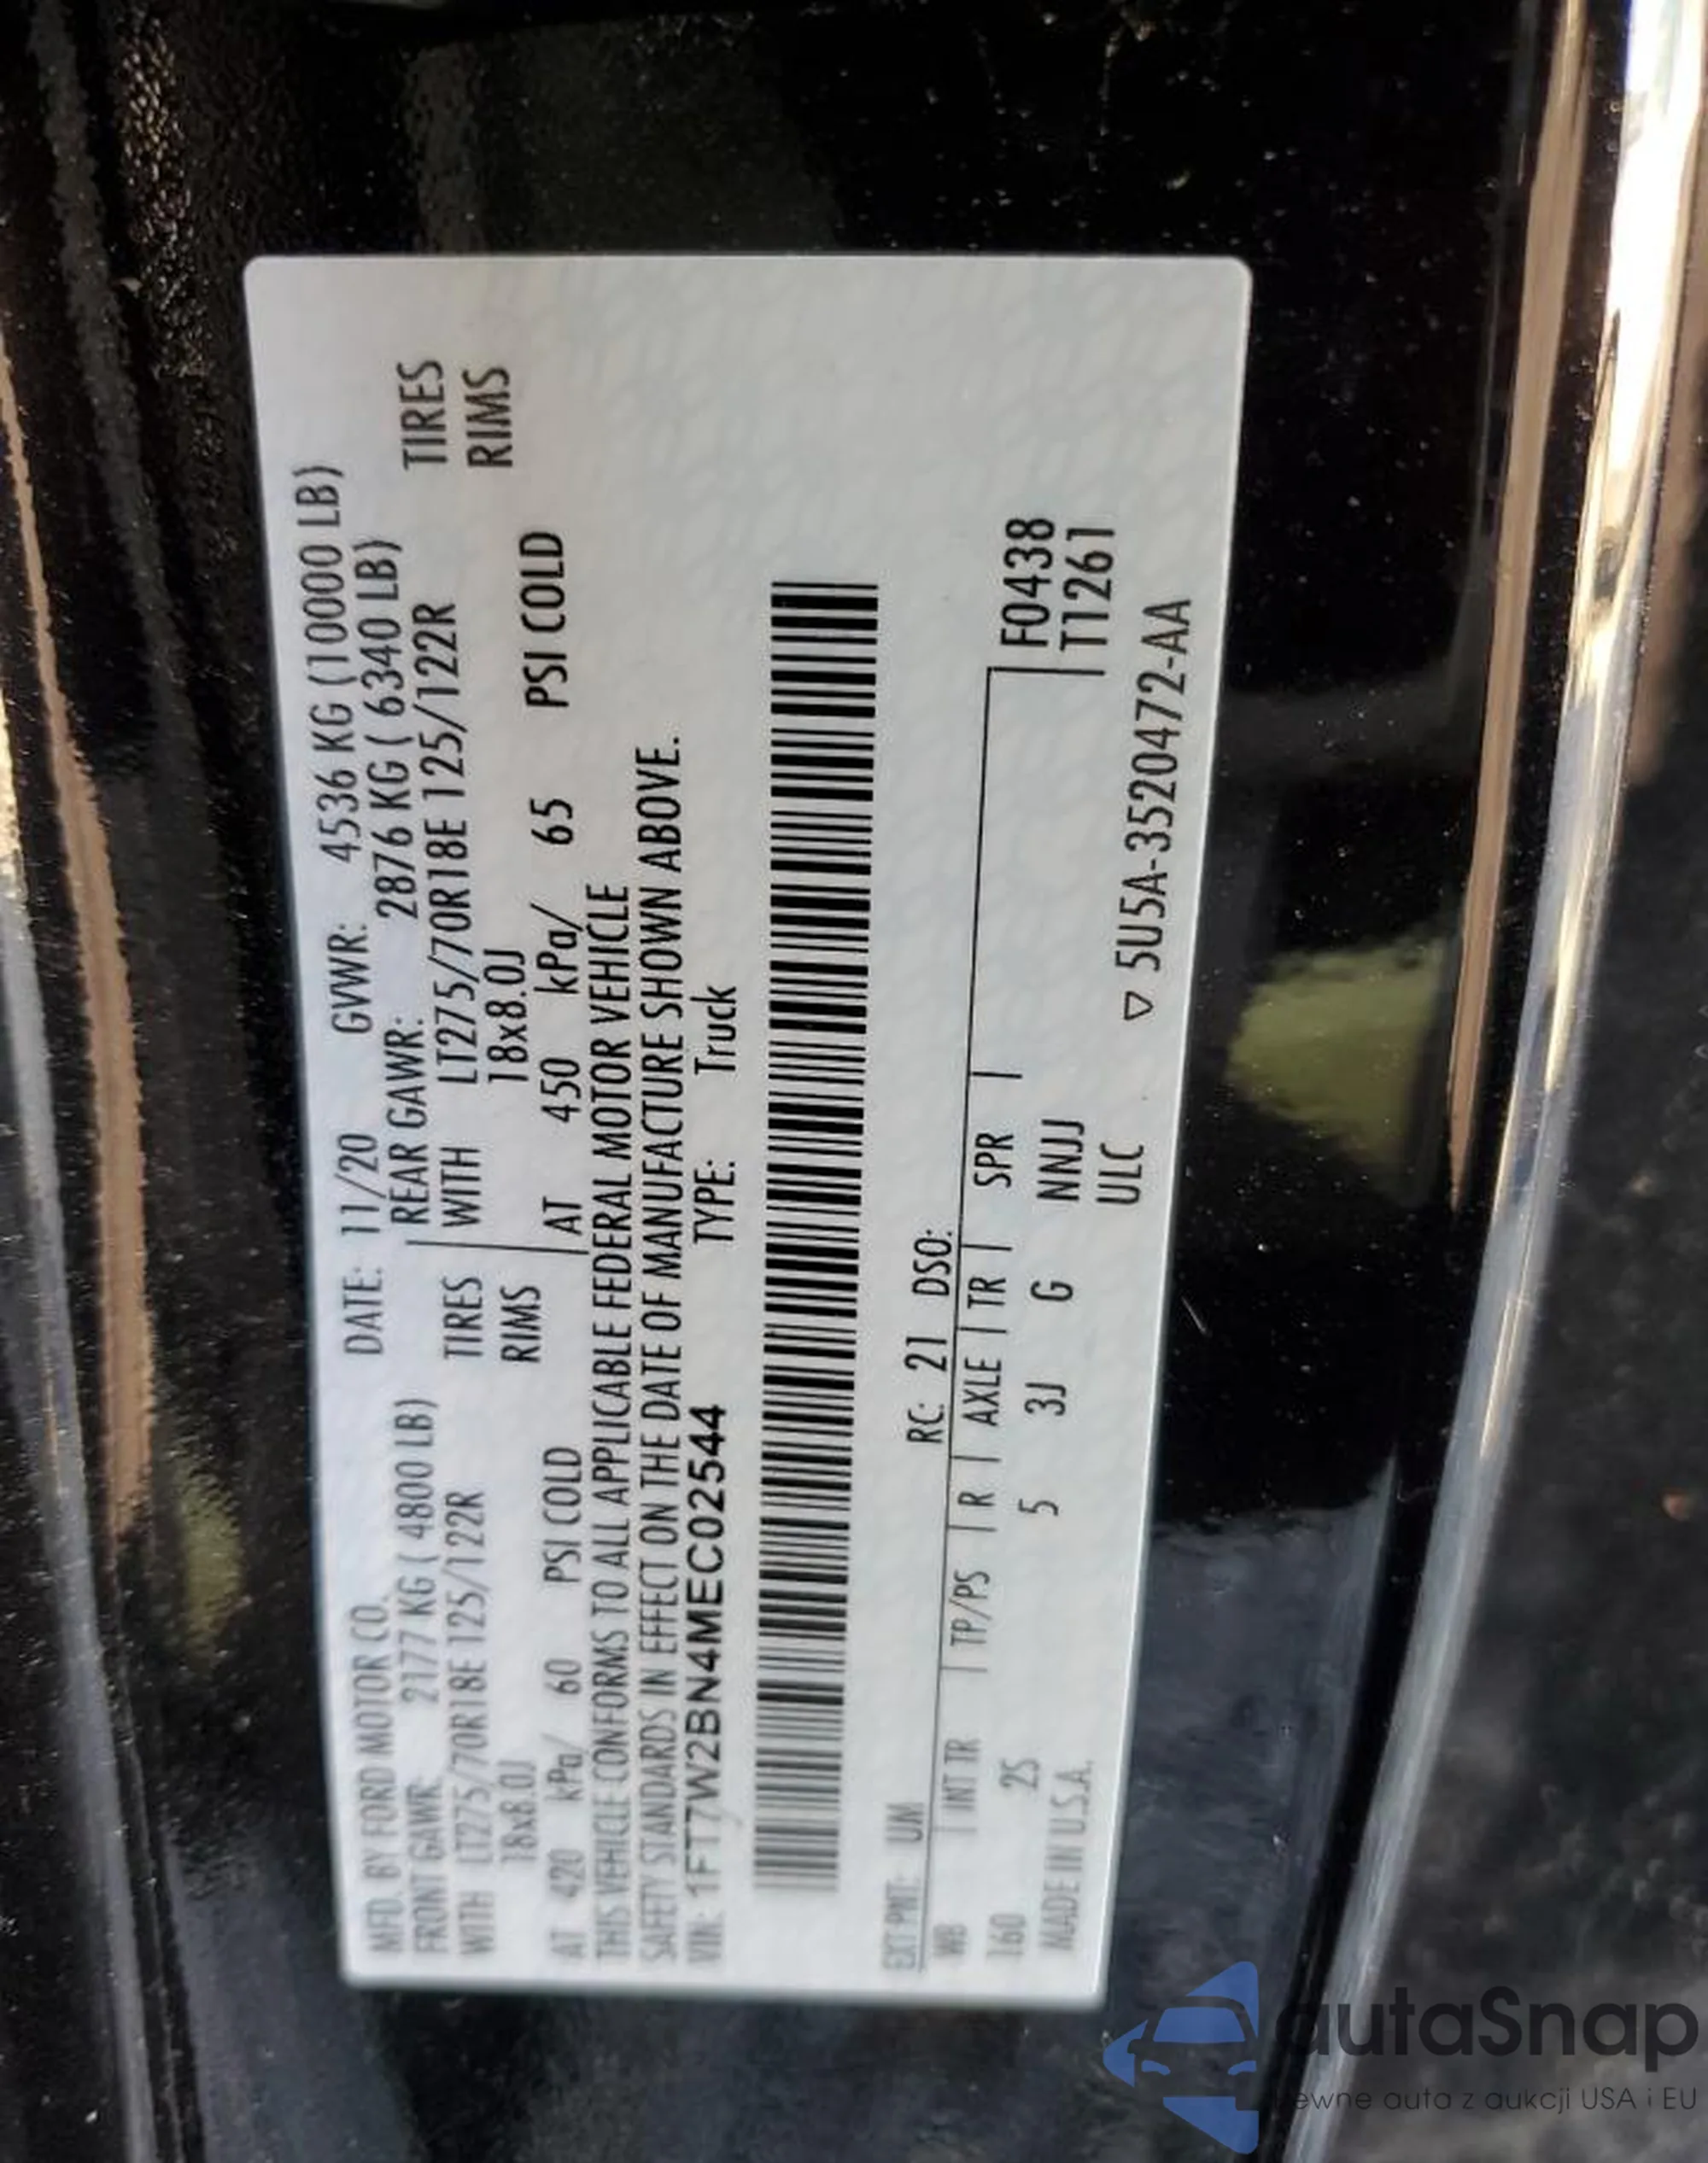 MFD. BY FORD MOTOR CO. DATE: 11/20 GVWR: 4536 KG (10000 LB)
FRONT GAWR: 2177 KG ( 4800 LB) REAR GAWR: 2876 KG ( 6340 LB)
WITH LT275/70R18E 125/122R TIRES WITH LT275/70R18E 125/122R TIRES
18x8.0J RIMS 18x8.0J RIMS
AT 420 kPa/ 60 PSI COLD AT 450 kPa/ 65 PSI COLD
THIS VEHICLE CONFORMS TO ALL APPLICABLE FEDERAL MOTOR VEHICLE
SAFETY STANDARDS IN EFFECT ON THE DATE OF MANUFACTURE SHOWN ABOVE.
VIN: 1FT7W2BN4MEC02544 TYPE: Truck
EXT PNT: UM RC: 21 DSO:
WB INT TR TP/PS R AXLE TR SPR F0438
160 2S 5 3J G NNJJ T1261
MADE IN U.S.A. ULC ▽ 5U5A-3520472-AA
autaSnap
ewne auta z aukcji USA i EU